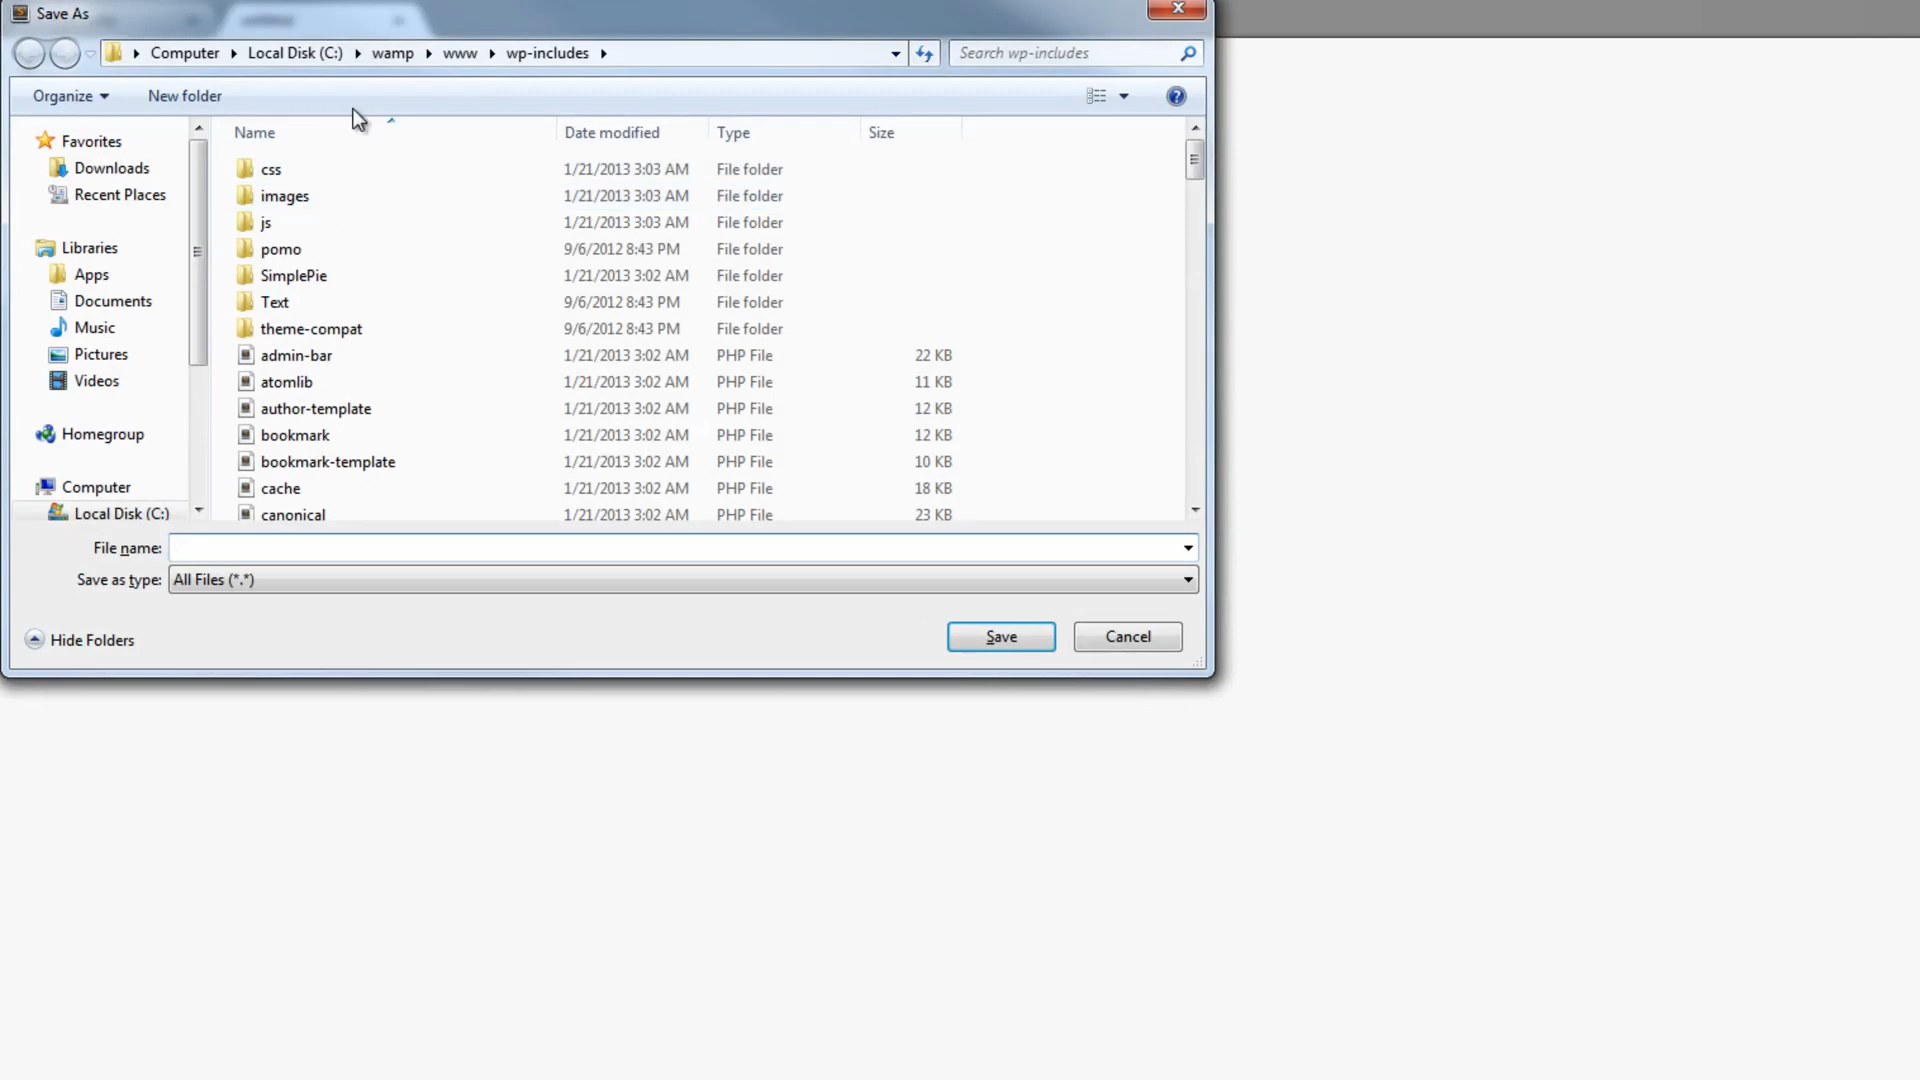 Save As
untitled
Computer Local Disk (C:) wamp www wp-includes
Search wp-includes
Organize New folder
Name Date modified Type Size
Favorites
Downloads
Recent Places
Libraries
Apps
Documents
Music
Pictures
Videos
Homegroup
Computer
Local Disk (C:)
css 1/21/2013 3:03 AM File folder
images 1/21/2013 3:03 AM File folder
js 1/21/2013 3:03 AM File folder
pomo 9/6/2012 8:43 PM File folder
SimplePie 1/21/2013 3:02 AM File folder
Text 9/6/2012 8:43 PM File folder
theme-compat 9/6/2012 8:43 PM File folder
admin-bar 1/21/2013 3:02 AM PHP File 22 KB
atomlib 1/21/2013 3:02 AM PHP File 11 KB
author-template 1/21/2013 3:02 AM PHP File 12 KB
bookmark 1/21/2013 3:02 AM PHP File 12 KB
bookmark-template 1/21/2013 3:02 AM PHP File 10 KB
cache 1/21/2013 3:02 AM PHP File 18 KB
canonical 1/21/2013 3:02 AM PHP File 23 KB
File name:
Save as type: All Files (*.*)
Hide Folders
Save Cancel